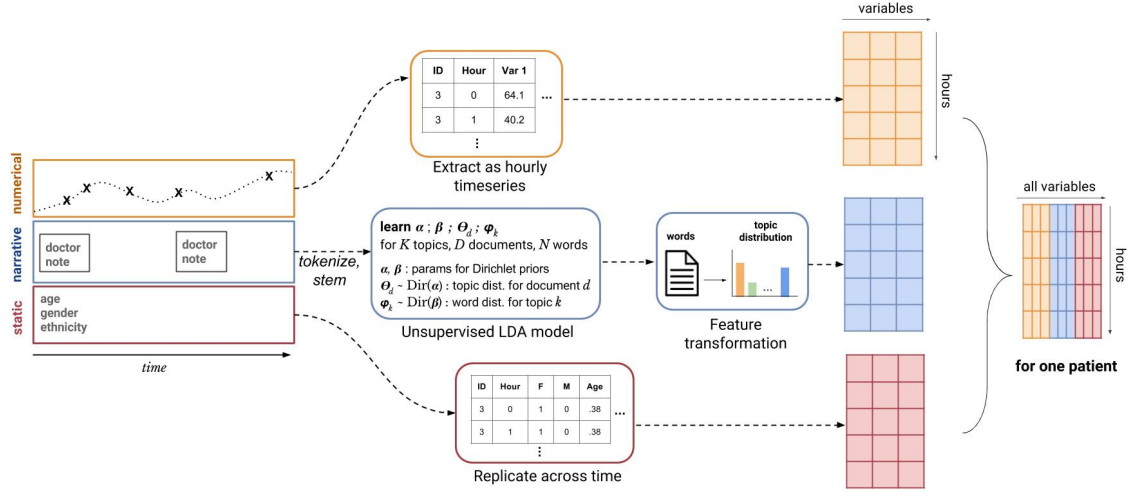 numerical
X X X X X
narrative
doctor
note
doctor
note
static
age
gender
ethnicity
time
tokenize,
stem
ID Hour Var 1
3 0 64.1
3 1 40.2
...
⋮
Extract as hourly
timeseries
learn α ; β ; Θd ; φk
for K topics, D documents, N words
α, β : params for Dirichlet priors
Θd ~ Dir(α) : topic dist. for document d
φk ~ Dir(β) : word dist. for topic k
Unsupervised LDA model
words
topic
distribution
...
Feature
transformation
ID Hour F M Age
3 0 1 0 .38
3 1 1 0 .38
...
⋮
Replicate across time
variables
hours
all variables
hours
for one patient